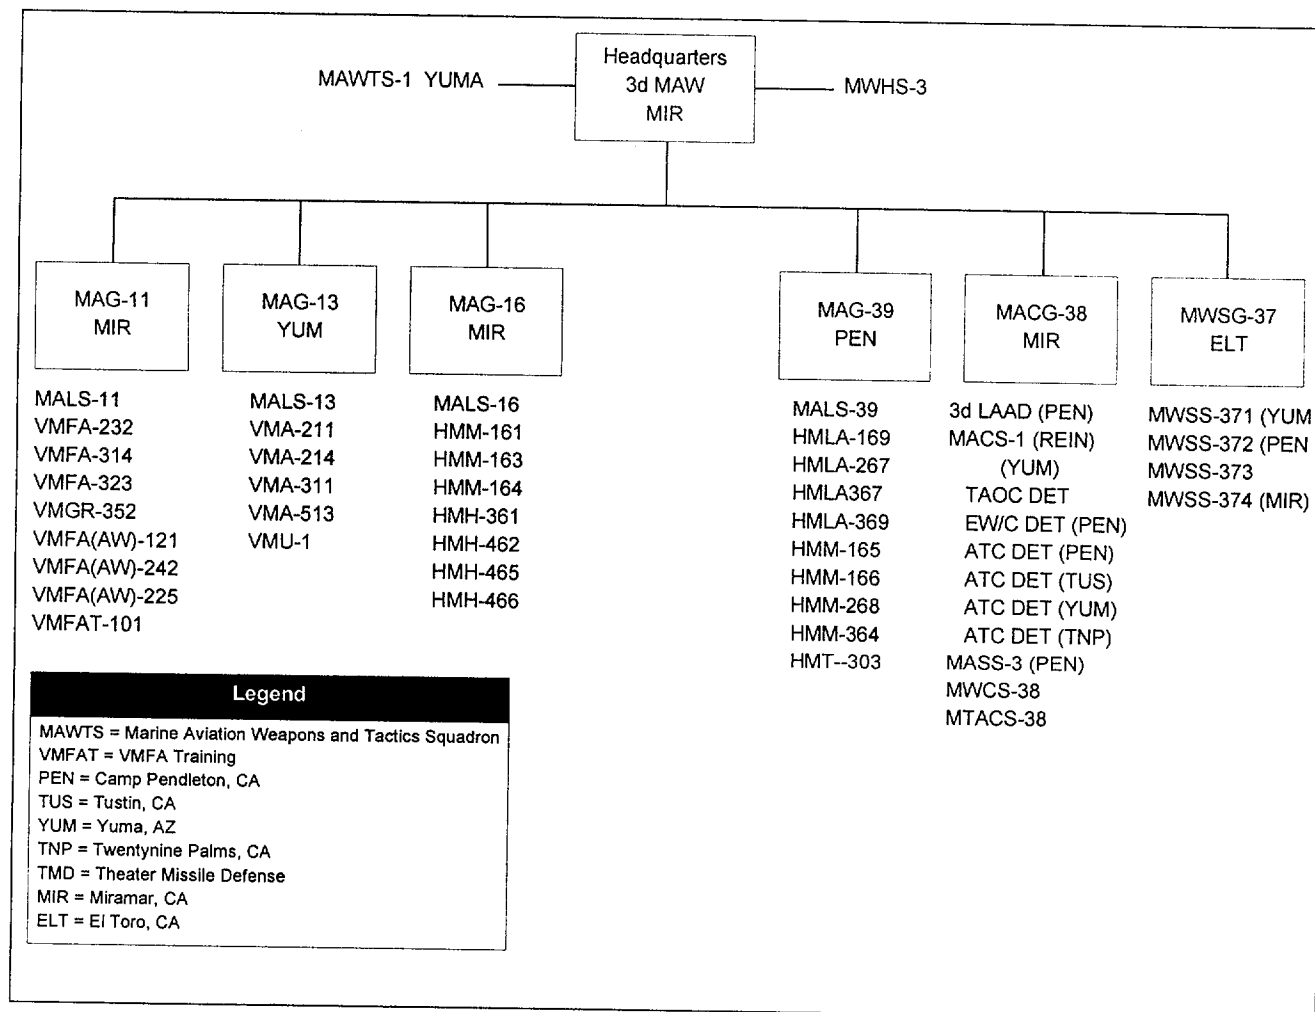 MAWTS-1 YUMA
Headquarters
3d MAW
MIR
MWHS-3
MAG-11
MIR
MALS-11
VMFA-232
VMFA-314
VMFA-323
VMGR-352
VMFA(AW)-121
VMFA(AW)-242
VMFA(AW)-225
VMFAT-101
MAG-13
YUM
MALS-13
VMA-211
VMA-214
VMA-311
VMA-513
VMU-1
MAG-16
MIR
MALS-16
HMM-161
HMM-163
HMM-164
HMH-361
HMH-462
HMH-465
HMH-466
MAG-39
PEN
MALS-39
HMLA-169
HMLA-267
HMLA367
HMLA-369
HMM-165
HMM-166
HMM-268
HMM-364
HMT--303
MACG-38
MIR
3d LAAD (PEN)
MACS-1 (REIN)
(YUM)
TAOC DET
EW/C DET (PEN)
ATC DET (PEN)
ATC DET (TUS)
ATC DET (YUM)
ATC DET (TNP)
MASS-3 (PEN)
MWCS-38
MTACS-38
MWSG-37
ELT
MWSS-371 (YUM
MWSS-372 (PEN
MWSS-373
MWSS-374 (MIR)
Legend
MAWTS = Marine Aviation Weapons and Tactics Squadron
VMFAT = VMFA Training
PEN = Camp Pendleton, CA
TUS = Tustin, CA
YUM = Yuma, AZ
TNP = Twentynine Palms, CA
TMD = Theater Missile Defense
MIR = Miramar, CA
ELT = El Toro, CA